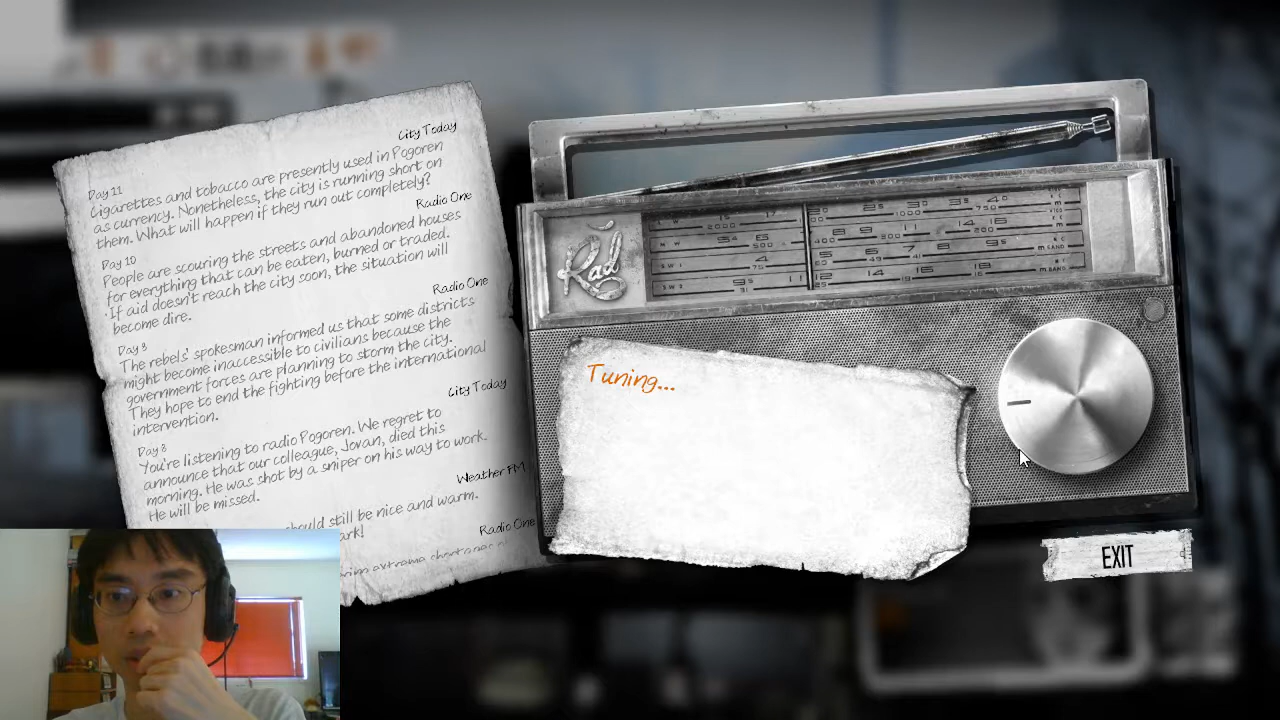 City Today
Day 11
Cigarettes and tobacco are presently used in Pogoren
as currency. Nonetheless, the city is running short on
them. What will happen if they run out completely?
Radio One
Day 10
People are scouring the streets and abandoned houses
for everything that can be eaten, burned or traded.
If aid doesn't reach the city soon, the situation will
become dire.
Radio One
Day 8
The rebels' spokesman informed us that some districts
might become inaccessible to civilians because the
government forces are planning to storm the city.
They hope to end the fighting before the international
intervention.
City Today
Day 8
You're listening to radio Pogoren. We regret to
announce that our colleague, Jovan, died this
morning. He was shot by a sniper on his way to work.
He will be missed.
Weather FM
should still be nice and warm.
Radio One
Rad
Tuning...
EXIT